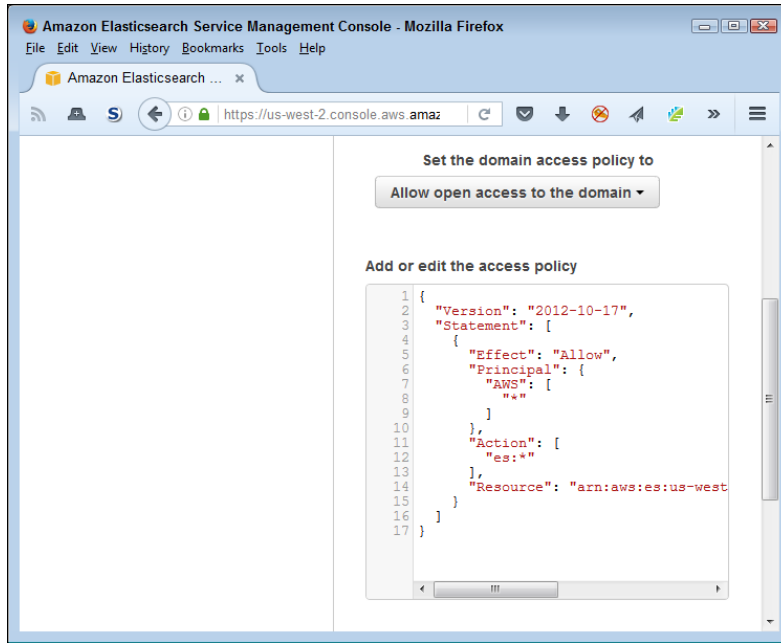 Amazon Elasticsearch Service Management Console - Mozilla Firefox
File Edit View History Bookmarks Tools Help
Amazon Elasticsearch ... ×
https://us-west-2.console.aws.amaz
Set the domain access policy to
Allow open access to the domain
Add or edit the access policy
1 {
2 "Version": "2012-10-17",
3 "Statement": [
4 {
5 "Effect": "Allow",
6 "Principal": {
7 "AWS": [
8 "*"
9 ]
10 },
11 "Action": [
12 "es:*"
13 ],
14 "Resource": "arn:aws:es:us-west
15 }
16 ]
17 }